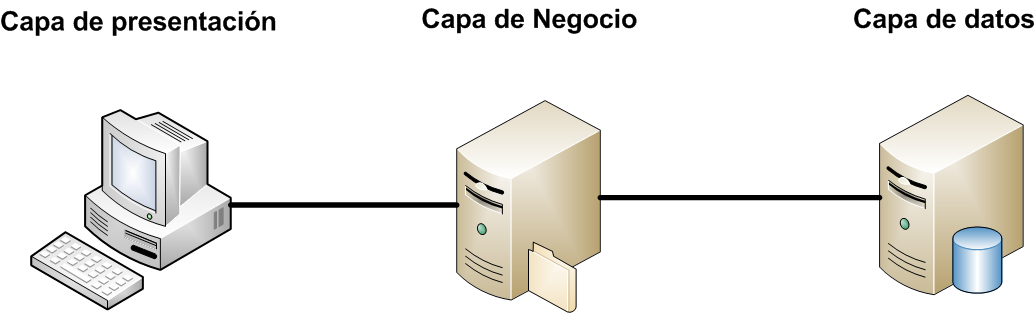 Capa de presentación
Capa de Negocio
Capa de datos